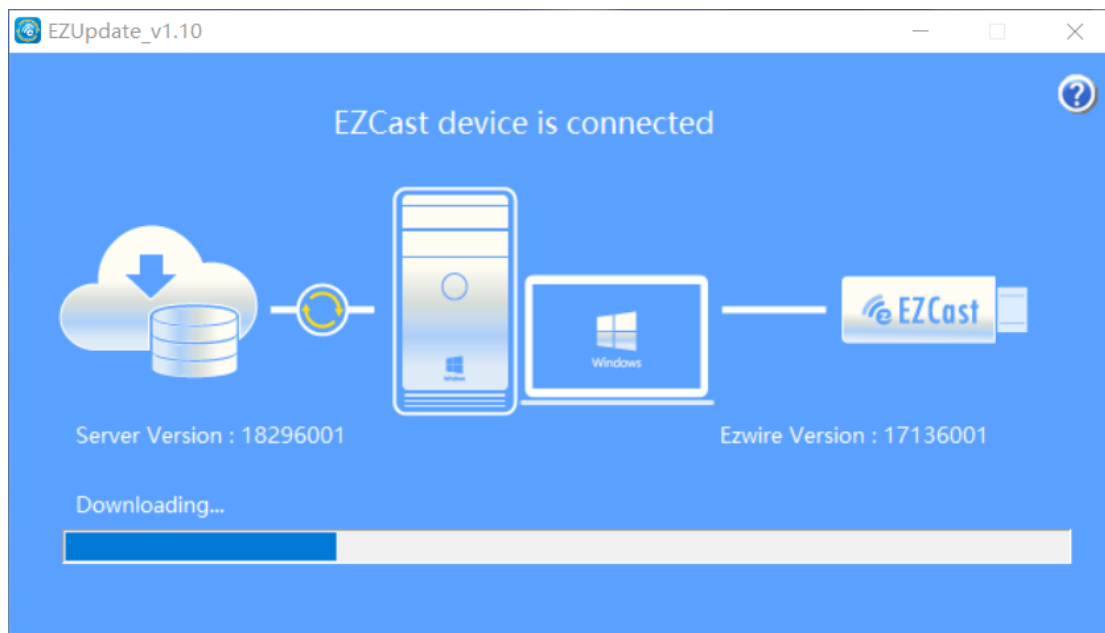 EZUpdate_v1.10
?
EZCast device is connected
EZCast
Windows
Windows
Server Version : 18296001
Ezwire Version : 17136001
Downloading...